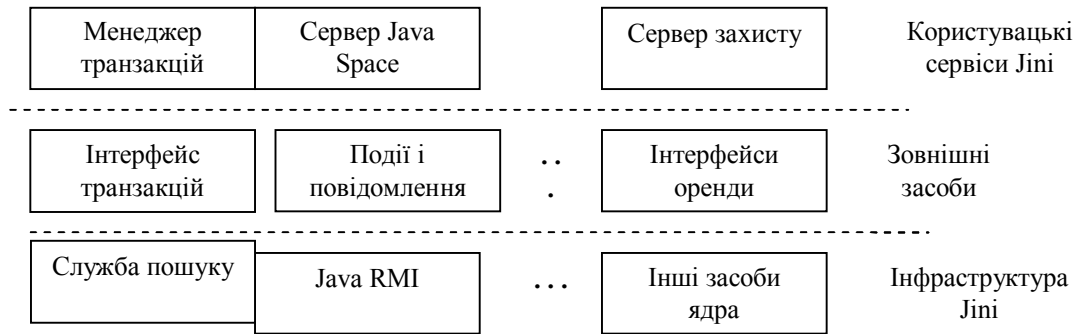 Менеджер
транзакцій
Сервер Java
Space
Сервер захисту
Користувацькі
сервіси Jini
Інтерфейс
транзакцій
Події і
повідомлення
. .
.
Інтерфейси
оренди
Зовнішні
засоби
Служба пошуку
Java RMI
...
Інші засоби
ядра
Інфраструктура
Jini